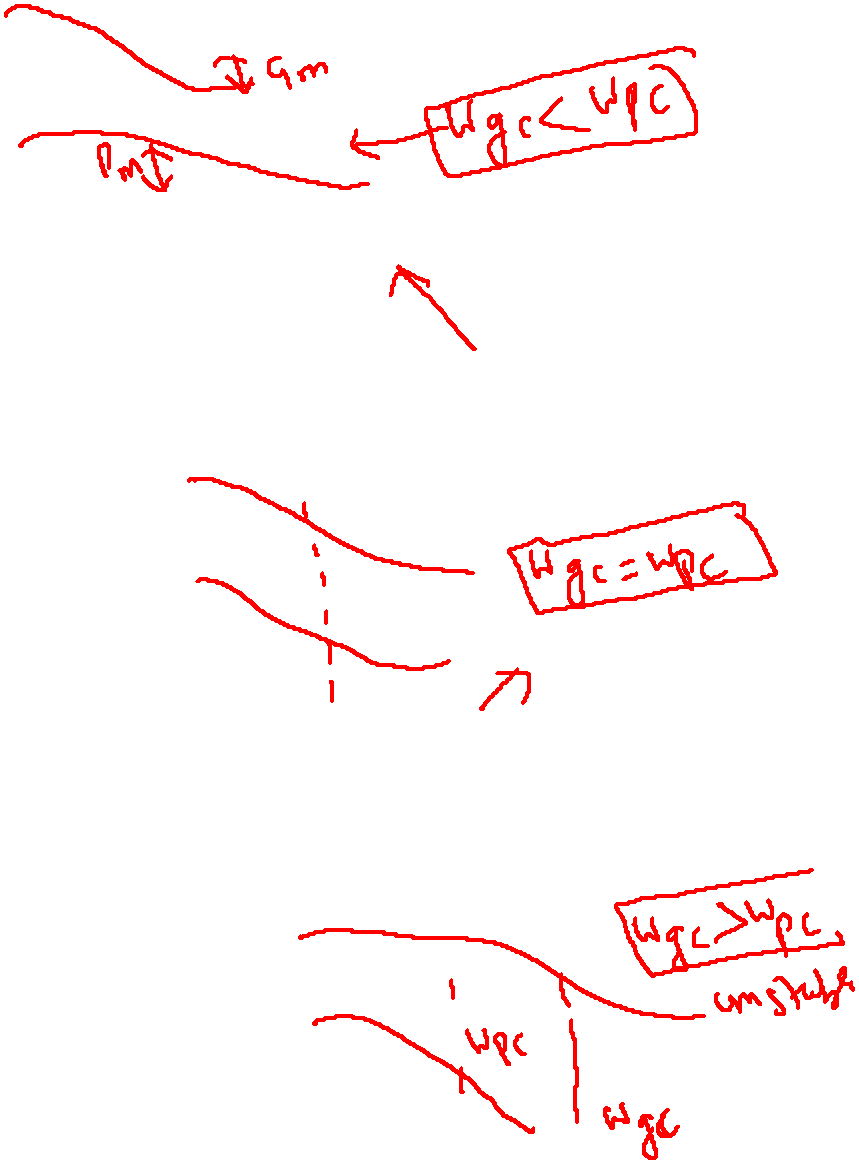 Gm
Wgc < Wpc
Pm
Wgc = Wpc
Wgc > Wpc
unstable
Wpc
Wgc